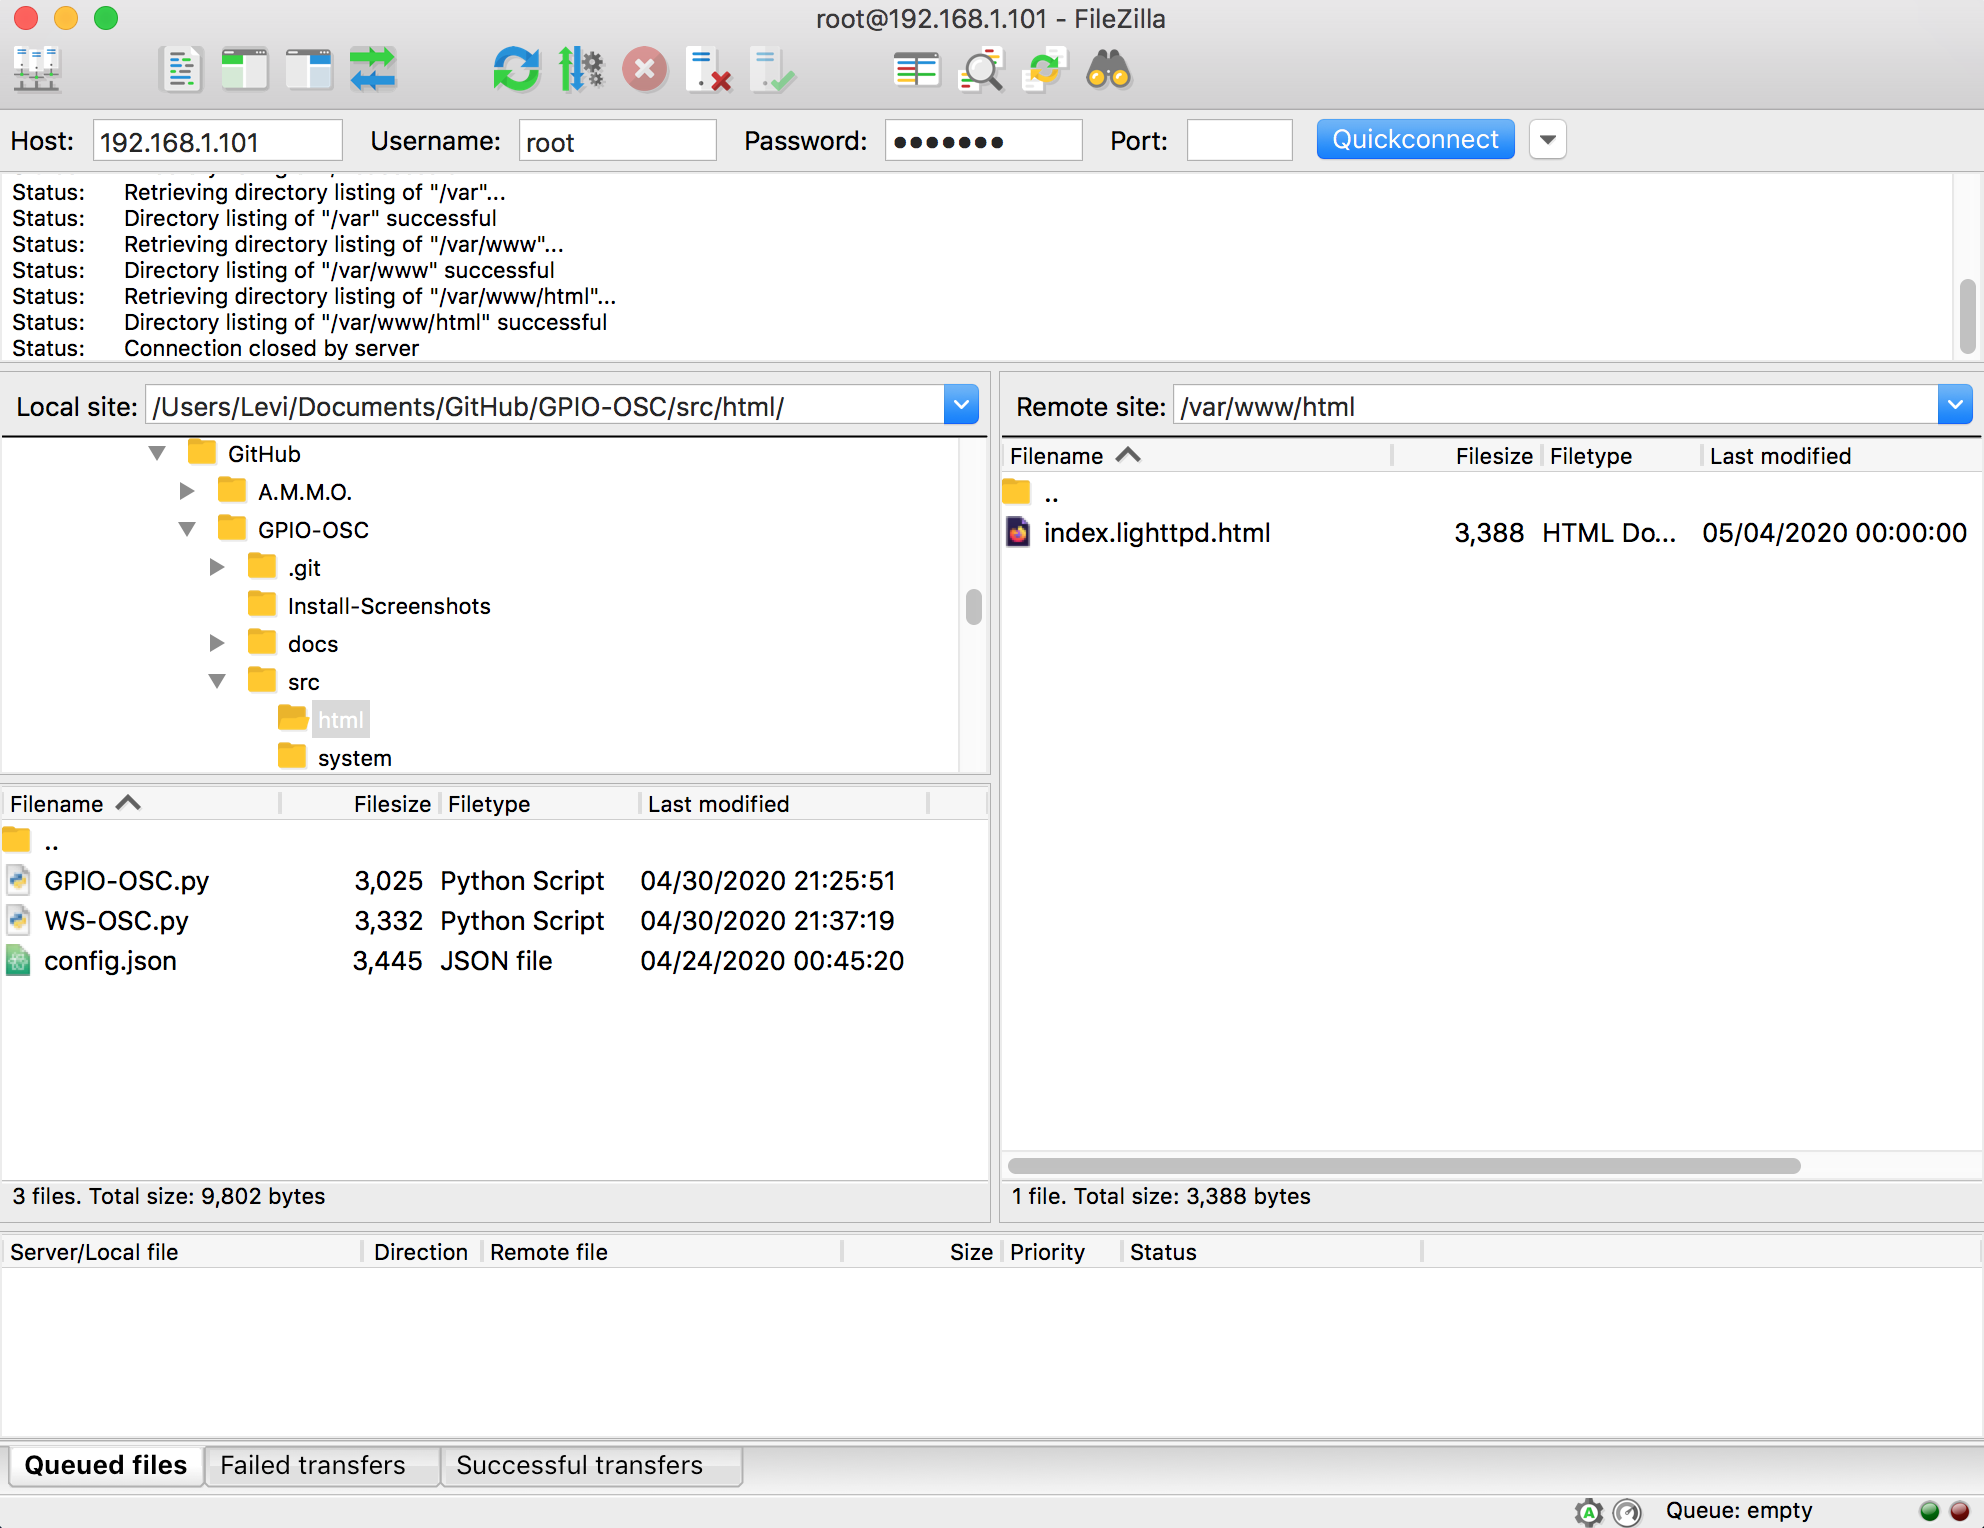 root@192.168.1.101 - FileZilla
Host: 192.168.1.101 Username: root Password: ●●●●●●● Port: Quickconnect
Status: Retrieving directory listing of "/var"...
Status: Directory listing of "/var" successful
Status: Retrieving directory listing of "/var/www"...
Status: Directory listing of "/var/www" successful
Status: Retrieving directory listing of "/var/www/html"...
Status: Directory listing of "/var/www/html" successful
Status: Connection closed by server
Local site: /Users/Levi/Documents/GitHub/GPIO-OSC/src/html/
GitHub
A.M.M.O.
GPIO-OSC
.git
Install-Screenshots
docs
src
html
system
Filename Filesize Filetype Last modified
..
GPIO-OSC.py 3,025 Python Script 04/30/2020 21:25:51
WS-OSC.py 3,332 Python Script 04/30/2020 21:37:19
config.json 3,445 JSON file 04/24/2020 00:45:20
3 files. Total size: 9,802 bytes
Remote site: /var/www/html
Filename Filesize Filetype Last modified
..
index.lighttpd.html 3,388 HTML Do... 05/04/2020 00:00:00
1 file. Total size: 3,388 bytes
Server/Local file Direction Remote file Size Priority Status
Queued files Failed transfers Successful transfers
Queue: empty